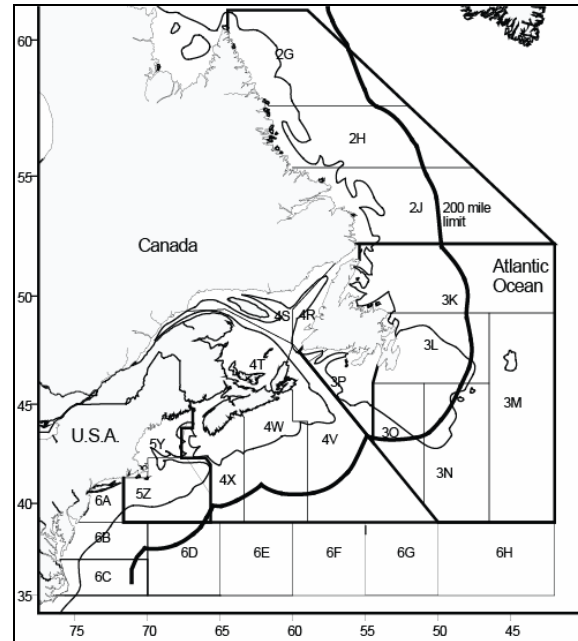 60
2G
2H
55
2J
200 mile
limit
Canada
Atlantic
Ocean
50
4S
4R
3K
3L
4T
3P
3M
45
U.S.A.
4W
5Y
4V
3O
3N
5Z
4X
40
6A
6B
6D
6E
6F
6G
6H
6C
35
75
70
65
60
55
50
45